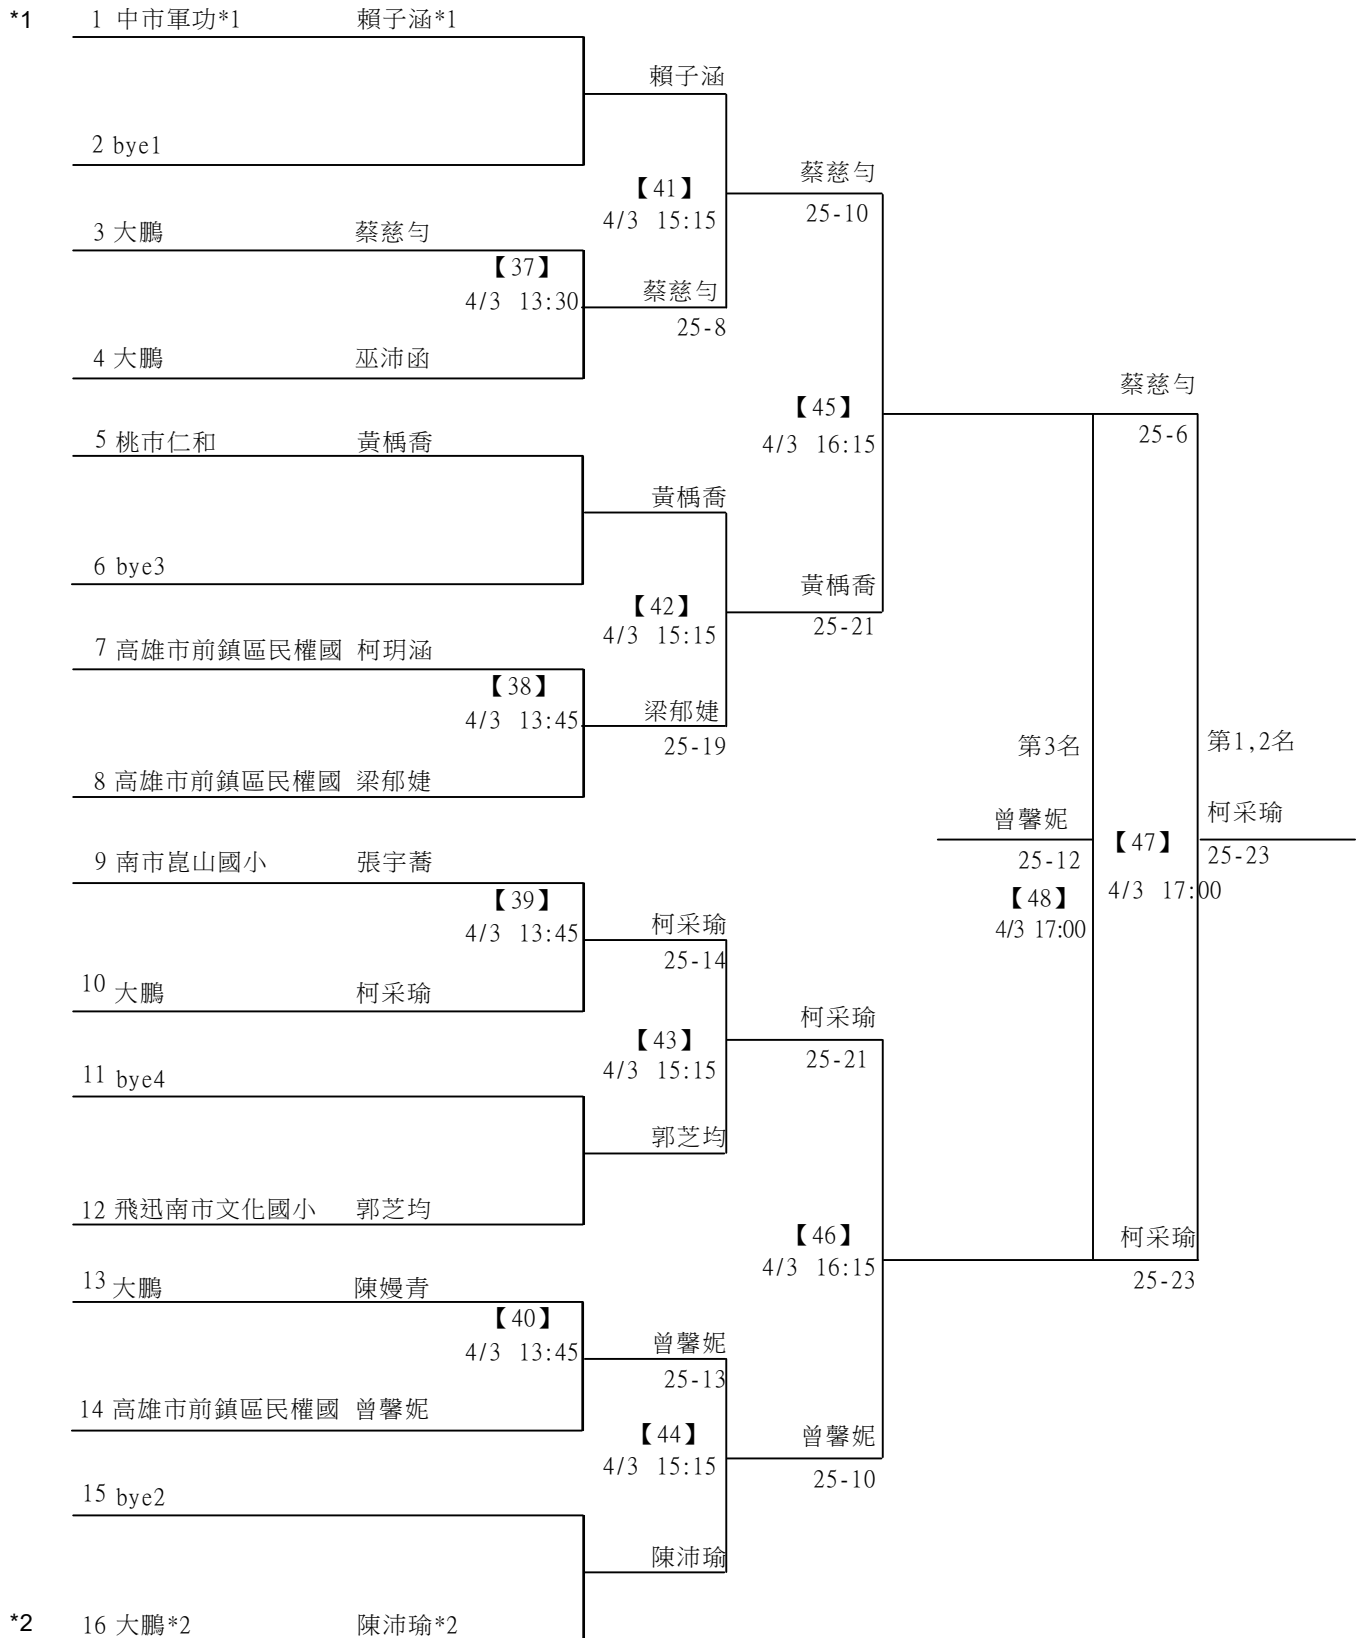 *1 1 中市軍功*1 賴子涵*1
賴子涵
2 bye1
蔡慈勻
【41】
25-10
4/3 15:15
3 大鵬 蔡慈勻
【37】
蔡慈勻
4/3 13:30
25-8
4 大鵬 巫沛函
蔡慈勻
【45】
25-6
5 桃市仁和 黃楀喬
4/3 16:15
黃楀喬
6 bye3
黃楀喬
【42】
25-21
4/3 15:15
7 高雄市前鎮區民權國 柯玥涵
【38】
梁郁婕
4/3 13:45
25-19
第3名
第1,2名
8 高雄市前鎮區民權國 梁郁婕
柯采瑜
曾馨妮
【47】
25-23
9 南市崑山國小 張宇蕎
25-12
4/3 17:00
【39】
【48】
4/3 13:45
柯采瑜
4/3 17:00
25-14
10 大鵬 柯采瑜
柯采瑜
【43】
25-21
4/3 15:15
11 bye4
郭芝均
12 飛迅南市文化國小 郭芝均
【46】
柯采瑜
4/3 16:15
25-23
13 大鵬 陳嫚青
【40】
曾馨妮
4/3 13:45
25-13
14 高雄市前鎮區民權國 曾馨妮
【44】
曾馨妮
4/3 15:15
25-10
15 bye2
陳沛瑜
*2 16 大鵬*2 陳沛瑜*2